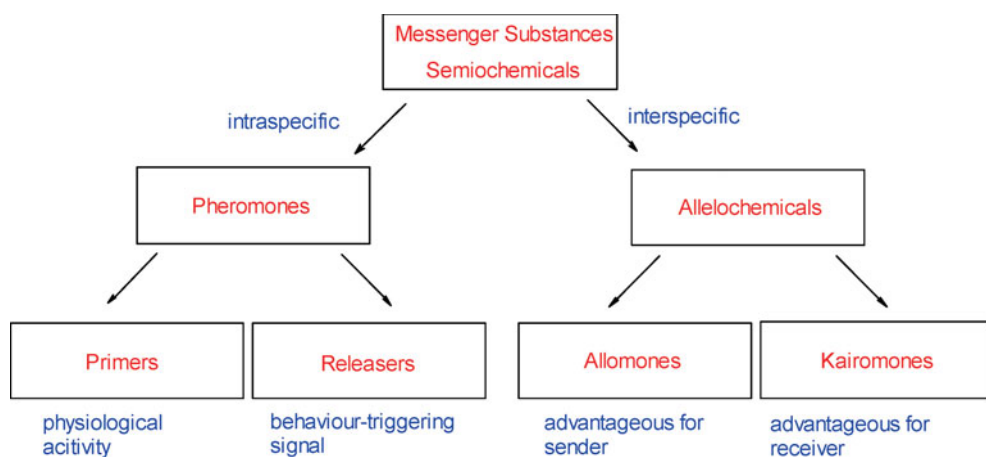 Messenger Substances
Semiochemicals
intraspecific
interspecific
Pheromones
Allelochemicals
Primers
Releasers
Allomones
Kairomones
physiological
acitivity
behaviour-triggering
signal
advantageous for
sender
advantageous for
receiver